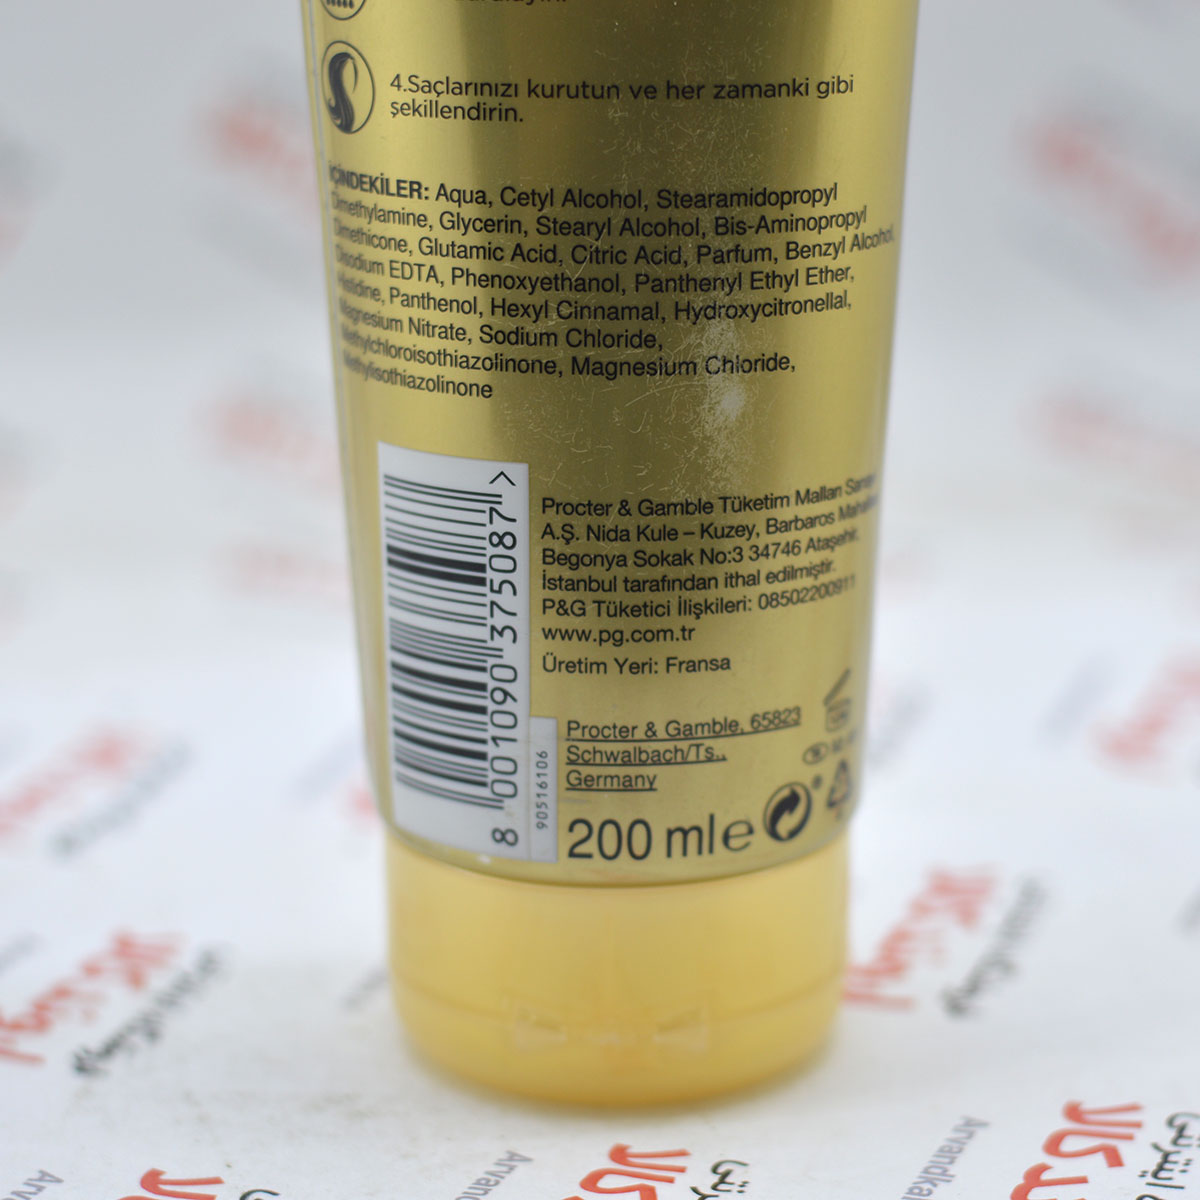 4.Saçlarınızı kurutun ve her zamanki gibi
şekillendirin.
İÇİNDEKİLER: Aqua, Cetyl Alcohol, Stearamidopropyl
Dimethylamine, Glycerin, Stearyl Alcohol, Bis-Aminopropyl
Dimethicone, Glutamic Acid, Citric Acid, Parfum, Benzyl Alcohol,
Disodium EDTA, Phenoxyethanol, Panthenyl Ethyl Ether,
Histidine, Panthenol, Hexyl Cinnamal, Hydroxycitronellal,
Magnesium Nitrate, Sodium Chloride,
Methylchloroisothiazolinone, Magnesium Chloride,
Methylisothiazolinone
8 001090 375087 >
90516106
Procter & Gamble Tüketim Malları
A.Ş. Nida Kule – Kuzey, Barbaros
Begonya Sokak No:3 34746 Ataşehir,
İstanbul tarafından ithal edilmiştir.
P&G Tüketici İlişkileri: 08502200911
www.pg.com.tr
Üretim Yeri: Fransa
Procter & Gamble, 65823
Schwalbach/Ts.,
Germany
200 ml e